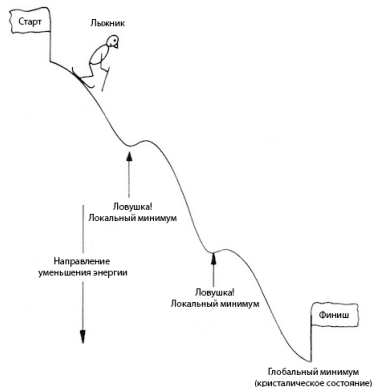 Старт
Лыжник
Ловушка!
Локальный минимум
Направление
уменьшения энергии
Ловушка!
Локальный минимум
Финиш
Глобальный минимум
(кристалическое состояние)